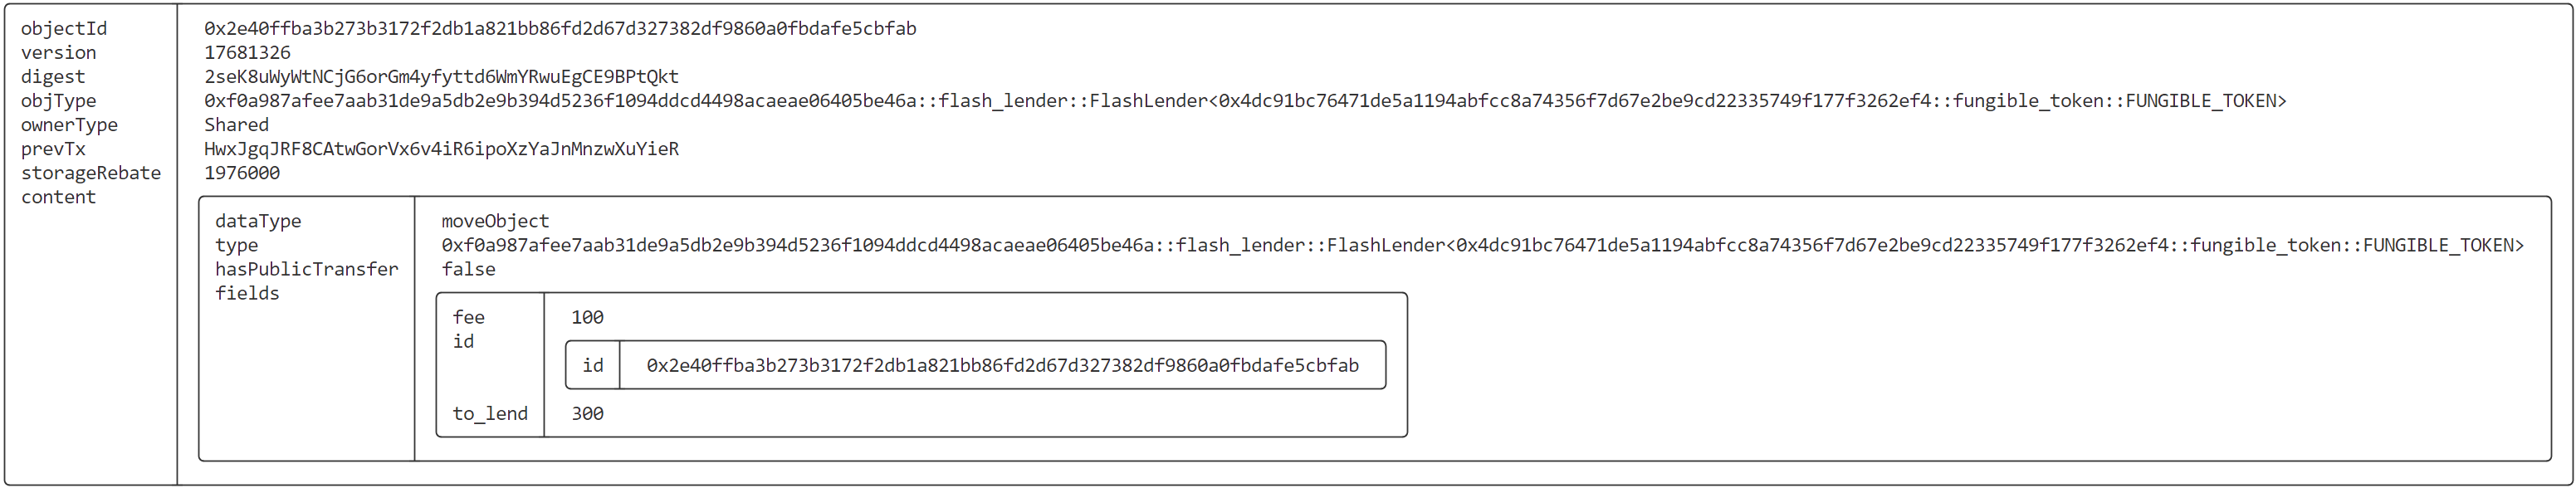 objectId 0x2e40ffba3b273b3172f2db1a821bb86fd2d67d327382df9860a0fbdafe5cbfab
version 17681326
digest 2seK8uWyWtNCjG6orGm4yfyttd6WmYRwuEgCE9BPtQkt
objType 0xf0a987afee7aab31de9a5db2e9b394d5236f1094ddcd4498acaeae06405be46a::flash_lender::FlashLender<0x4dc91bc76471de5a1194abfcc8a74356f7d67e2be9cd22335749f177f3262ef4::fungible_token::FUNGIBLE_TOKEN>
ownerType Shared
prevTx HwxJgqJRF8CAtwGorVx6v4iR6ipoXzYaJnMnzwXuYieR
storageRebate 1976000
content
dataType moveObject
type 0xf0a987afee7aab31de9a5db2e9b394d5236f1094ddcd4498acaeae06405be46a::flash_lender::FlashLender<0x4dc91bc76471de5a1194abfcc8a74356f7d67e2be9cd22335749f177f3262ef4::fungible_token::FUNGIBLE_TOKEN>
hasPublicTransfer false
fields
fee 100
id
id 0x2e40ffba3b273b3172f2db1a821bb86fd2d67d327382df9860a0fbdafe5cbfab
to_lend 300